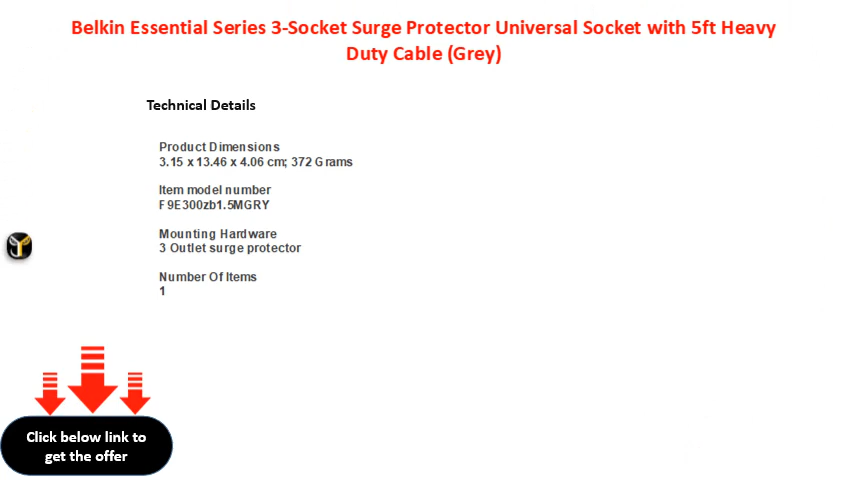 Belkin Essential Series 3-Socket Surge Protector Universal Socket with 5ft Heavy
Duty Cable (Grey)
Technical Details
Product Dimensions
3.15 x 13.46 x 4.06 cm; 372 Grams
Item model number
F9E300zb1.5MGRY
Mounting Hardware
3 Outlet surge protector
Number Of Items
1
Click below link to
get the offer